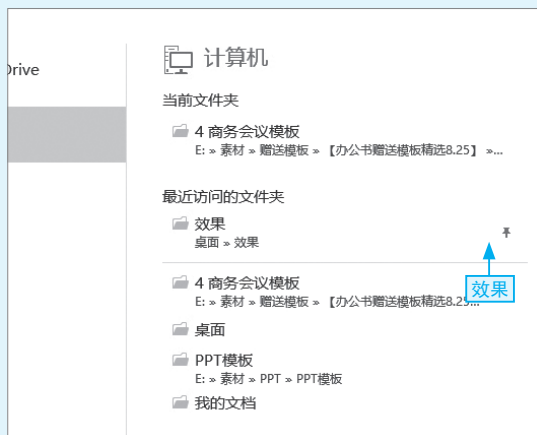 Drive
计算机
当前文件夹
4 商务会议模板
E: » 素材 » 赠送模板 » 【办公书赠送模板精选8.25】 »...
最近访问的文件夹
效果
桌面 » 效果
4 商务会议模板
E: » 素材 » 赠送模板 » 【办公书赠送模板精选8.25...
效果
桌面
PPT模板
E: » 素材 » PPT » PPT模板
我的文档